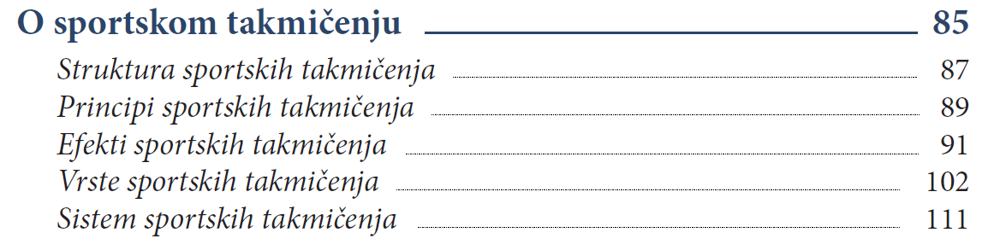 O sportskom takmičenju 85
Struktura sportskih takmičenja 87
Principi sportskih takmičenja 89
Efekti sportskih takmičenja 91
Vrste sportskih takmičenja 102
Sistem sportskih takmičenja 111